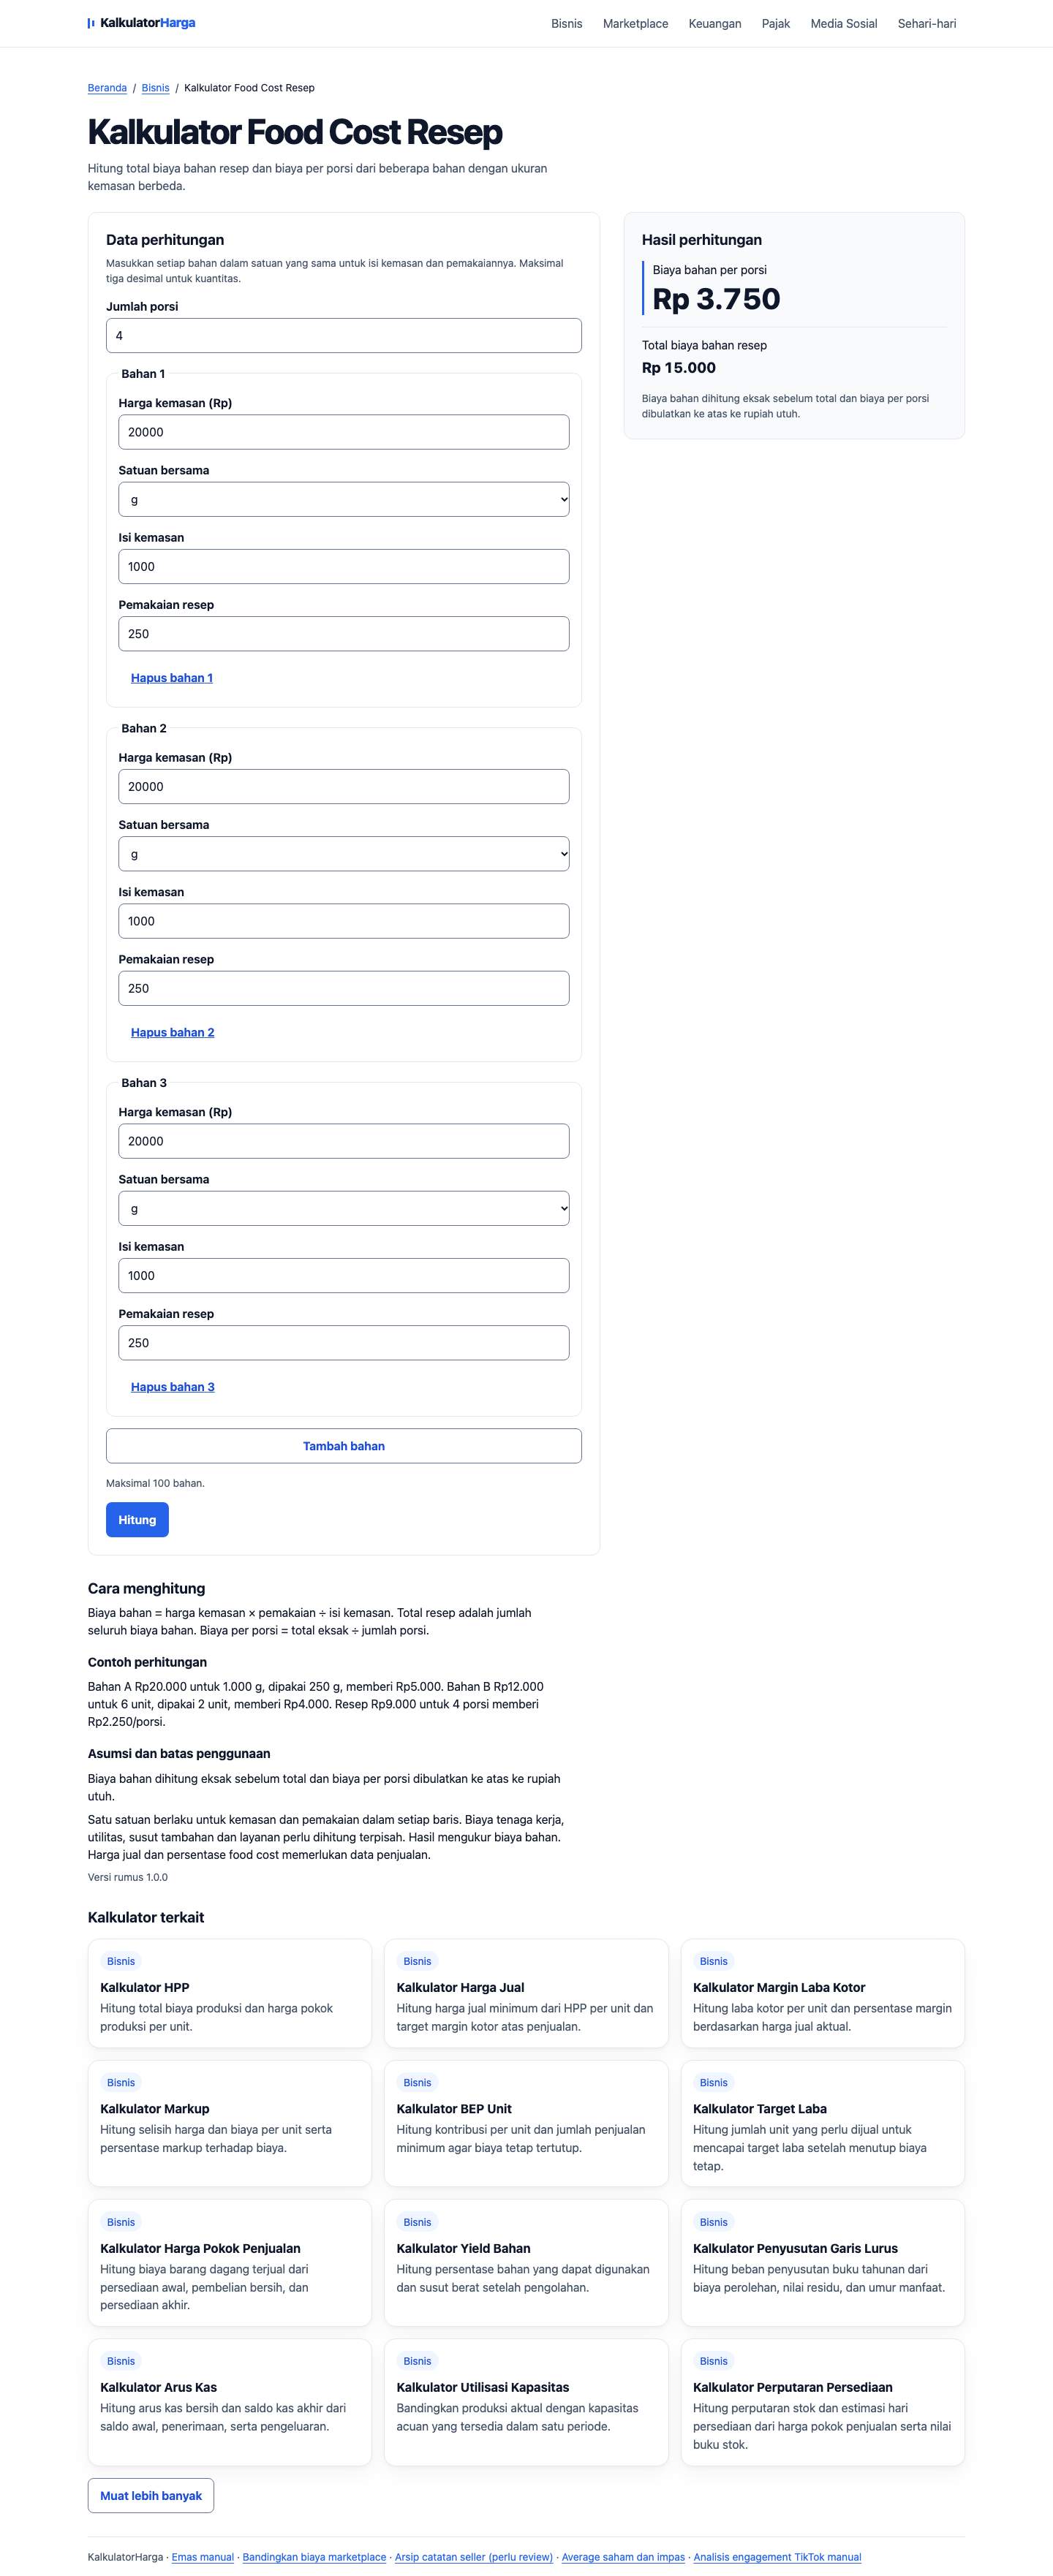 KalkulatorHarga
Bisnis
Marketplace
Keuangan
Pajak
Media Sosial
Sehari-hari
Beranda / Bisnis / Kalkulator Food Cost Resep
Kalkulator Food Cost Resep
Hitung total biaya bahan resep dan biaya per porsi dari beberapa bahan dengan ukuran
kemasan berbeda.
Data perhitungan
Masukkan setiap bahan dalam satuan yang sama untuk isi kemasan dan pemakaiannya. Maksimal
tiga desimal untuk kuantitas.
Jumlah porsi
4
Bahan 1
Harga kemasan (Rp)
20000
Satuan bersama
g
Isi kemasan
1000
Pemakaian resep
250
Hapus bahan 1
Bahan 2
Harga kemasan (Rp)
20000
Satuan bersama
g
Isi kemasan
1000
Pemakaian resep
250
Hapus bahan 2
Bahan 3
Harga kemasan (Rp)
20000
Satuan bersama
g
Isi kemasan
1000
Pemakaian resep
250
Hapus bahan 3
Tambah bahan
Maksimal 100 bahan.
Hitung
Hasil perhitungan
Biaya bahan per porsi
Rp 3.750
Total biaya bahan resep
Rp 15.000
Biaya bahan dihitung eksak sebelum total dan biaya per porsi
dibulatkan ke atas ke rupiah utuh.
Cara menghitung
Biaya bahan = harga kemasan × pemakaian ÷ isi kemasan. Total resep adalah jumlah
seluruh biaya bahan. Biaya per porsi = total eksak ÷ jumlah porsi.
Contoh perhitungan
Bahan A Rp20.000 untuk 1.000 g, dipakai 250 g, memberi Rp5.000. Bahan B Rp12.000
untuk 6 unit, dipakai 2 unit, memberi Rp4.000. Resep Rp9.000 untuk 4 porsi memberi
Rp2.250/porsi.
Asumsi dan batas penggunaan
Biaya bahan dihitung eksak sebelum total dan biaya per porsi dibulatkan ke atas ke rupiah
utuh.
Satu satuan berlaku untuk kemasan dan pemakaian dalam setiap baris. Biaya tenaga kerja,
utilitas, susut tambahan dan layanan perlu dihitung terpisah. Hasil mengukur biaya bahan.
Harga jual dan persentase food cost memerlukan data penjualan.
Versi rumus 1.0.0
Kalkulator terkait
Bisnis
Kalkulator HPP
Hitung total biaya produksi dan harga pokok
produksi per unit.
Bisnis
Kalkulator Harga Jual
Hitung harga jual minimum dari HPP per unit dan
target margin kotor atas penjualan.
Bisnis
Kalkulator Margin Laba Kotor
Hitung laba kotor per unit dan persentase margin
berdasarkan harga jual aktual.
Bisnis
Kalkulator Markup
Hitung selisih harga dan biaya per unit serta
persentase markup terhadap biaya.
Bisnis
Kalkulator BEP Unit
Hitung kontribusi per unit dan jumlah penjualan
minimum agar biaya tetap tertutup.
Bisnis
Kalkulator Target Laba
Hitung jumlah unit yang perlu dijual untuk
mencapai target laba setelah menutup biaya
tetap.
Bisnis
Kalkulator Harga Pokok Penjualan
Hitung biaya barang dagang terjual dari
persediaan awal, pembelian bersih, dan
persediaan akhir.
Bisnis
Kalkulator Yield Bahan
Hitung persentase bahan yang dapat digunakan
dan susut berat setelah pengolahan.
Bisnis
Kalkulator Penyusutan Garis Lurus
Hitung beban penyusutan buku tahunan dari
biaya perolehan, nilai residu, dan umur manfaat.
Bisnis
Kalkulator Arus Kas
Hitung arus kas bersih dan saldo kas akhir dari
saldo awal, penerimaan, serta pengeluaran.
Bisnis
Kalkulator Utilisasi Kapasitas
Bandingkan produksi aktual dengan kapasitas
acuan yang tersedia dalam satu periode.
Bisnis
Kalkulator Perputaran Persediaan
Hitung perputaran stok dan estimasi hari
persediaan dari harga pokok penjualan serta nilai
buku stok.
Muat lebih banyak
KalkulatorHarga · Emas manual · Bandingkan biaya marketplace · Arsip catatan seller (perlu review) · Average saham dan impas · Analisis engagement TikTok manual